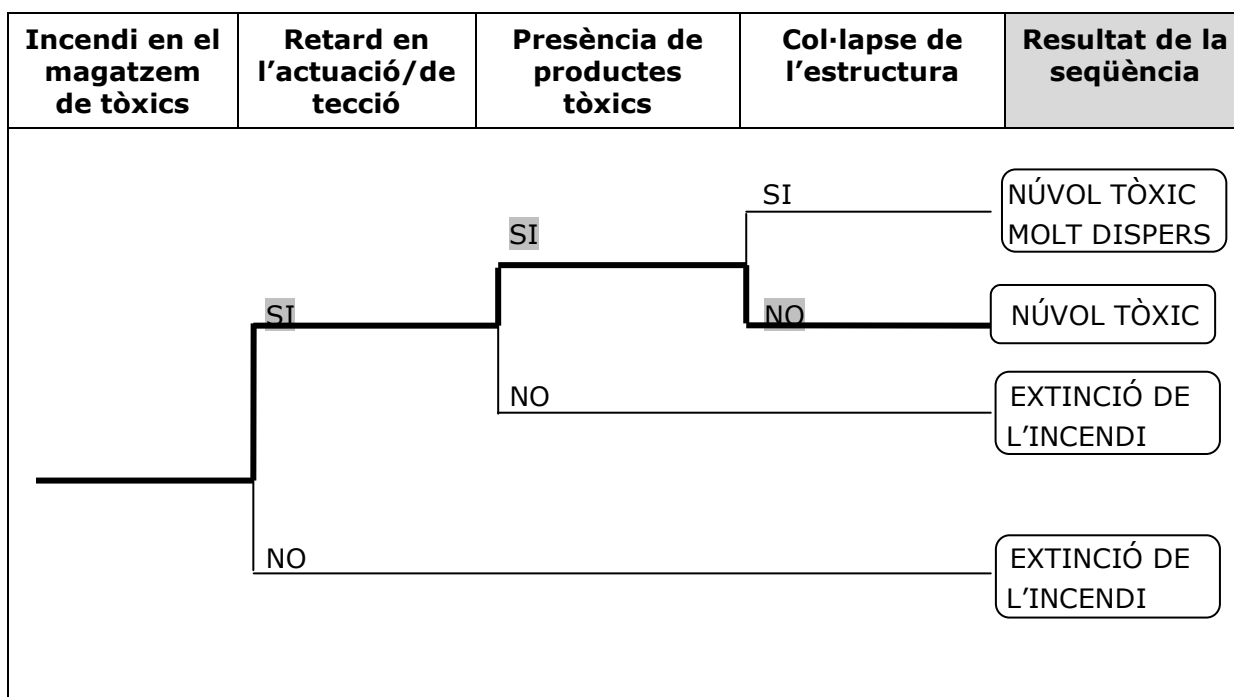 Incendi en el
magatzem
de tòxics
Retard en
l’actuació/de
tecció
Presència de
productes
tòxics
Col·lapse de
l’estructura
Resultat de la
seqüència
SI
NÚVOL TÒXIC
MOLT DISPERS
SI
SI
NO
NÚVOL TÒXIC
NO
EXTINCIÓ DE
L’INCENDI
NO
EXTINCIÓ DE
L’INCENDI